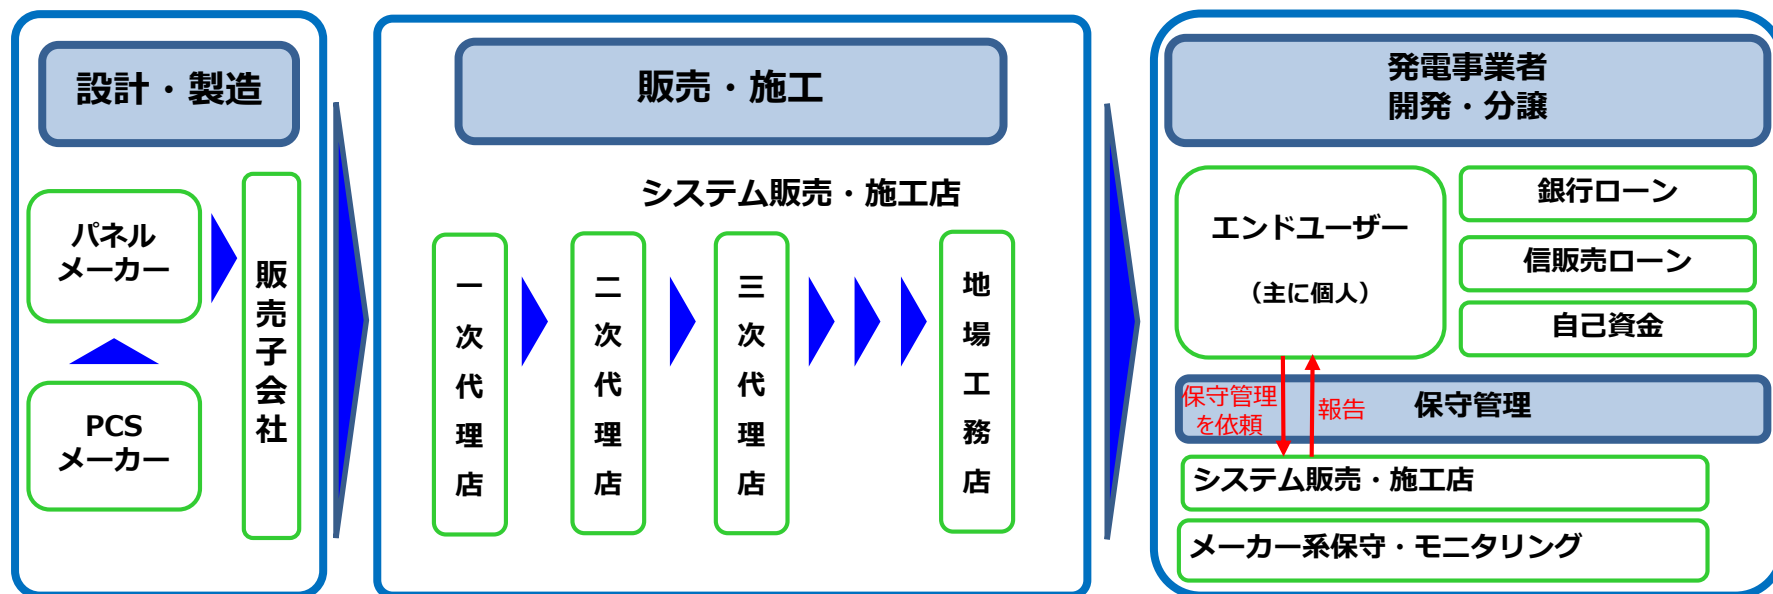 設計・製造
パネル
メーカー
PCS
メーカー
販売子会社
販売・施工
システム販売・施工店
一次代理店
二次代理店
三次代理店
地場工務店
発電事業者
開発・分譲
エンドユーザー
（主に個人）
銀行ローン
信販売ローン
自己資金
保守管理
を依頼
報告
保守管理
システム販売・施工店
メーカー系保守・モニタリング